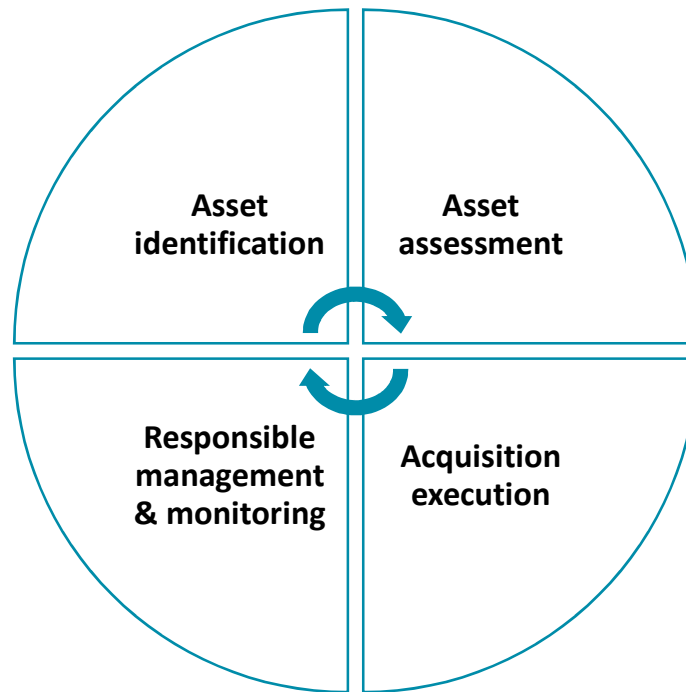 Asset
identification
Asset
assessment
Responsible
management
& monitoring
Acquisition
execution